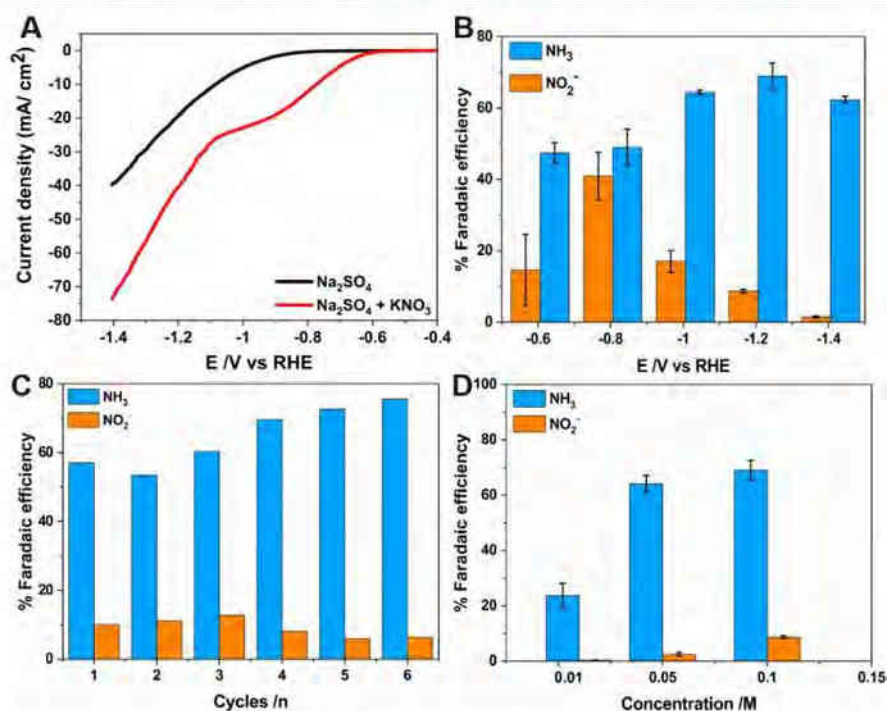 A
0
-10
-20
-30
-40
-50
-60
-70
-80
Current density (mA/ cm²)
Na₂SO₄
Na₂SO₄ + KNO₃
-1.4 -1.2 -1 -0.8 -0.6 -0.4
E /V vs RHE
B
80
60
40
20
0
% Faradaic efficiency
NH₃
NO₂⁻
-0.6 -0.8 -1 -1.2 -1.4
E /V vs RHE
C
80
60
40
20
0
% Faradaic efficiency
NH₃
NO₂⁻
1 2 3 4 5 6
Cycles /n
D
100
80
60
40
20
0
% Faradaic efficiency
NH₃
NO₂⁻
0.01 0.05 0.1 0.15
Concentration /M